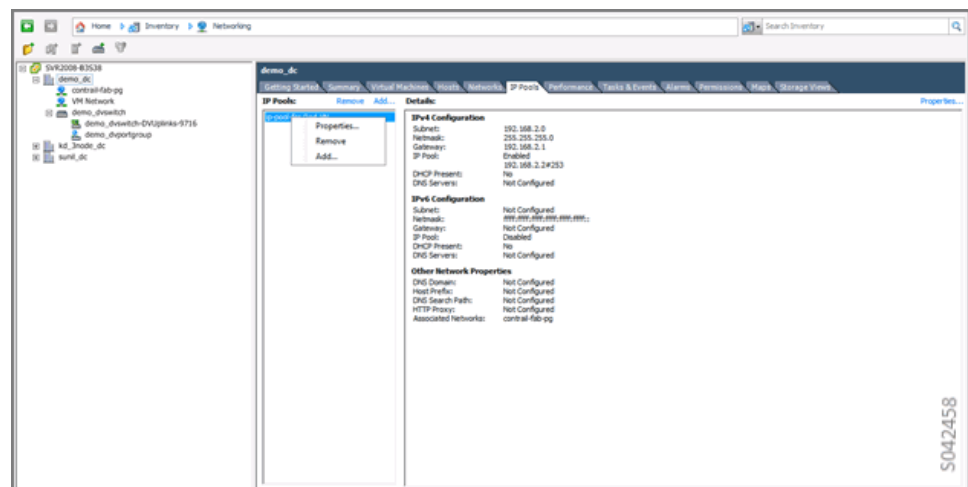 Home Inventory Networking
Search Inventory
SVR2008-B3S38
demo_dc
contrail-fab-pg
VM Network
demo_dvswitch
demo_dvswitch-DVUplinks-9716
demo_dvportgroup
kd_3node_dc
sunil_dc
demo_dc
Getting Started Summary Virtual Machines Hosts Networks IP Pools Performance Tasks & Events Alarms Permissions Maps Storage Views
IP Pools: Remove Add...
Properties...
Remove
Add...
Details: Properties...
IPv4 Configuration
Subnet: 192.168.2.0
Netmask: 255.255.255.0
Gateway: 192.168.2.1
IP Pool: Enabled
192.168.2.2#253
DHCP Present: No
DNS Servers: Not Configured
IPv6 Configuration
Subnet: Not Configured
Netmask:
Gateway: Not Configured
IP Pool: Disabled
DHCP Present: No
DNS Servers: Not Configured
Other Network Properties
DNS Domain: Not Configured
Host Prefix: Not Configured
DNS Search Path: Not Configured
HTTP Proxy: Not Configured
Associated Networks: contrail-fab-pg
S042458